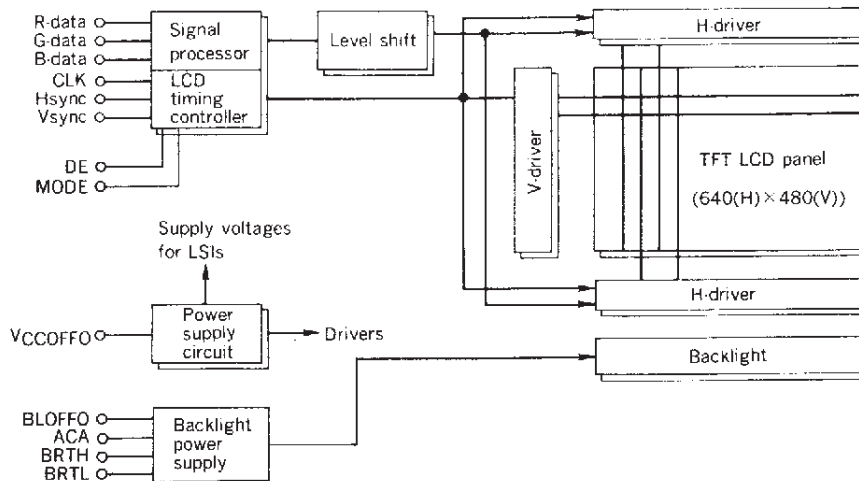 R-data
G-data
B-data
CLK
Hsync
Vsync
DE
MODE
Signal
processor
LCD
timing
controller
Level shift
H-driver
V-driver
TFT LCD panel
(640(H)×480(V))
H-driver
Supply voltages
for LSIs
VCCOFFO
Power
supply
circuit
Drivers
Backlight
BLOFFO
ACA
BRTH
BRTL
Backlight
power
supply